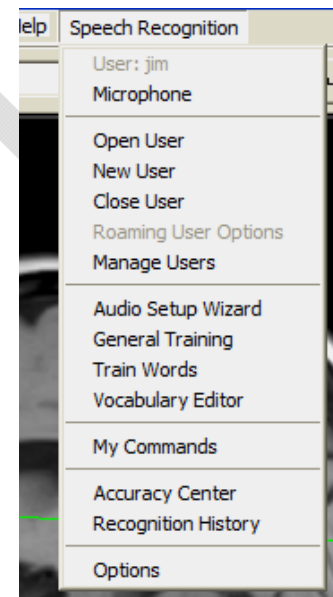 Help Speech Recognition
User: jim
Microphone
Open User
New User
Close User
Roaming User Options
Manage Users
Audio Setup Wizard
General Training
Train Words
Vocabulary Editor
My Commands
Accuracy Center
Recognition History
Options